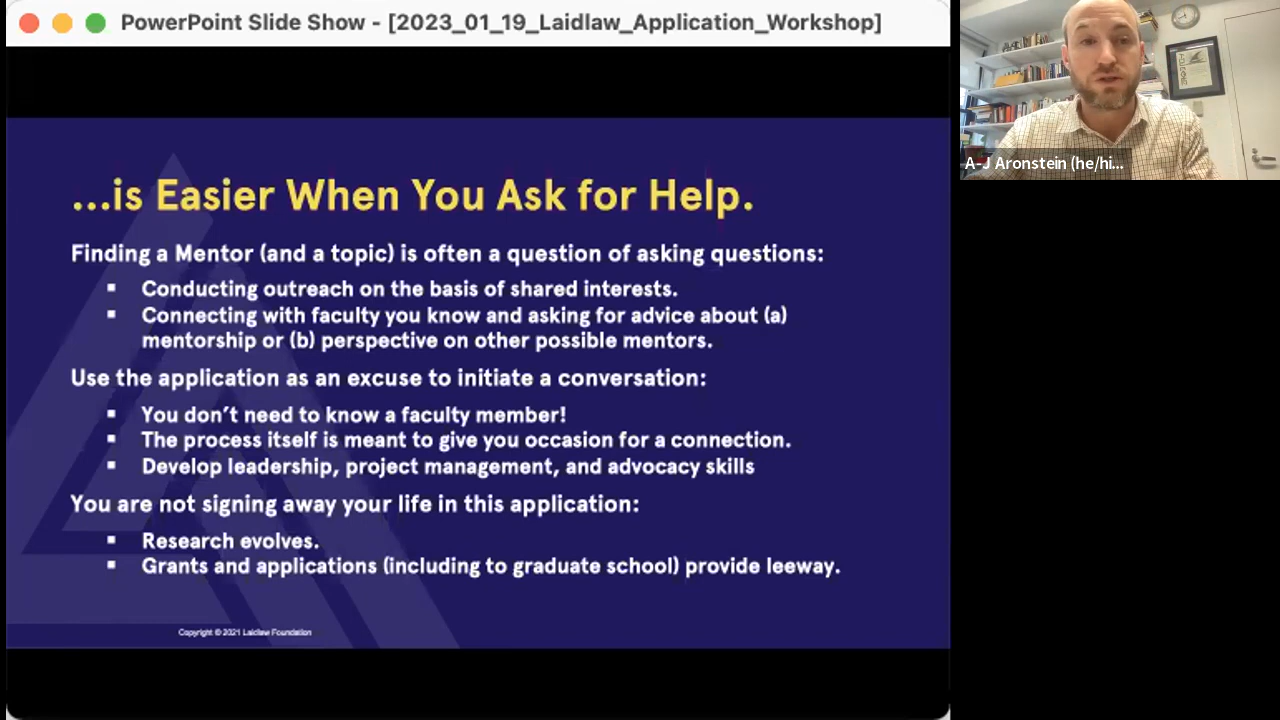 PowerPoint Slide Show - [2023_01_19_Laidlaw_Application_Workshop]
...is Easier When You Ask for Help.
Finding a Mentor (and a topic) is often a question of asking questions:
▪ Conducting outreach on the basis of shared interests.
▪ Connecting with faculty you know and asking for advice about (a)
mentorship or (b) perspective on other possible mentors.
Use the application as an excuse to initiate a conversation:
▪ You don't need to know a faculty member!
▪ The process itself is meant to give you occasion for a connection.
▪ Develop leadership, project management, and advocacy skills
You are not signing away your life in this application:
▪ Research evolves.
▪ Grants and applications (including to graduate school) provide leeway.
Copyright © 2021 Laidlaw Foundation
A-J Aronstein (he/hi...